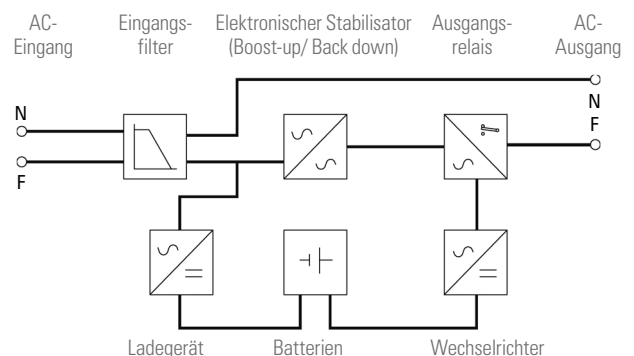 AC-
Eingang
Eingangs-
filter
Elektronischer Stabilisator
(Boost-up/ Back down)
Ausgangs-
relais
AC-
Ausgang
N
F
N
F
Ladegerät
Batterien
Wechselrichter